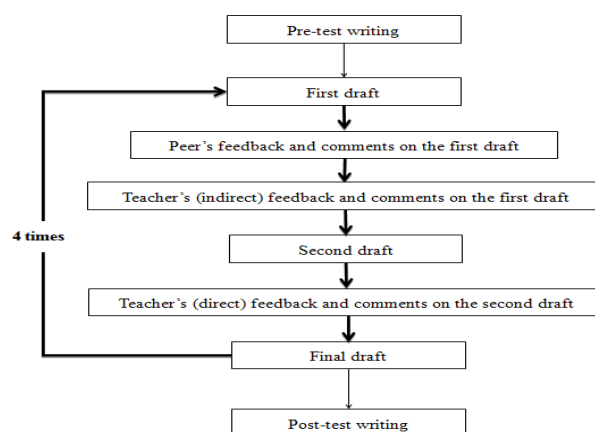 Pre-test writing
First draft
Peer's feedback and comments on the first draft
Teacher's (indirect) feedback and comments on the first draft
4 times
Second draft
Teacher's (direct) feedback and comments on the second draft
Final draft
Post-test writing